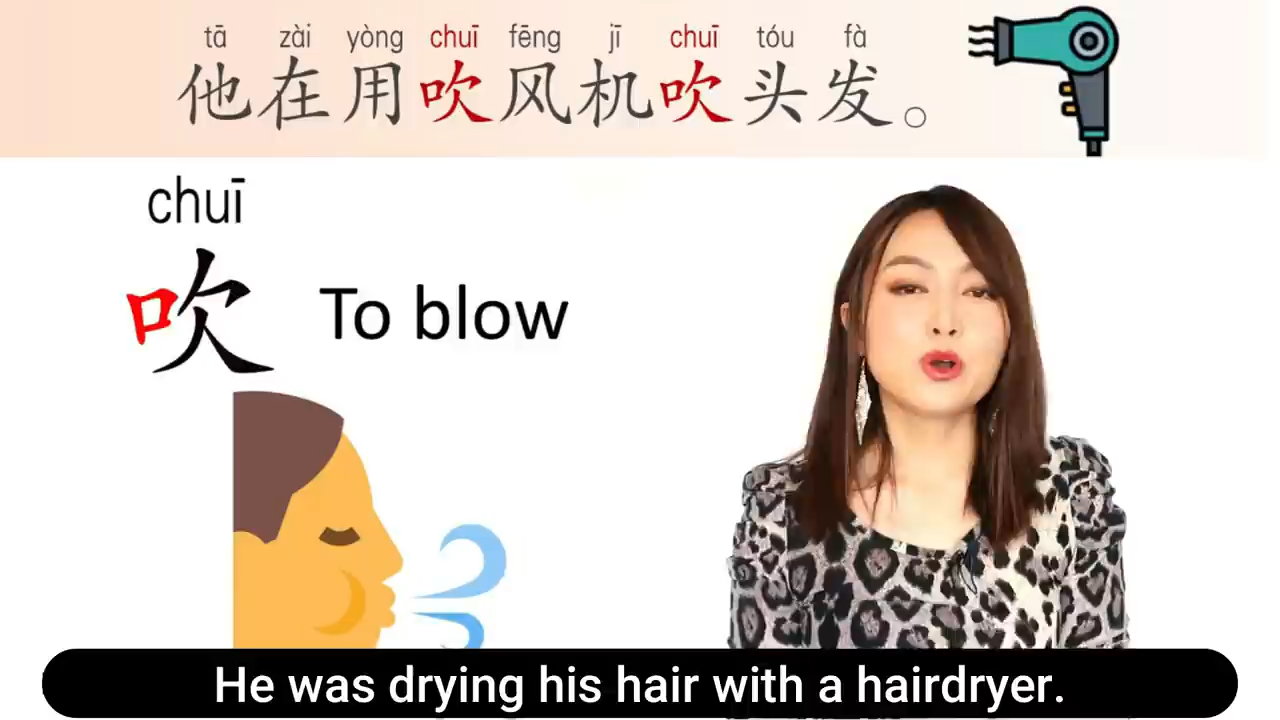 tā zài yòng chuī fēng jī chuī tóu fà
他在用吹风机吹头发。
chuī
吹 To blow
He was drying his hair with a hairdryer.